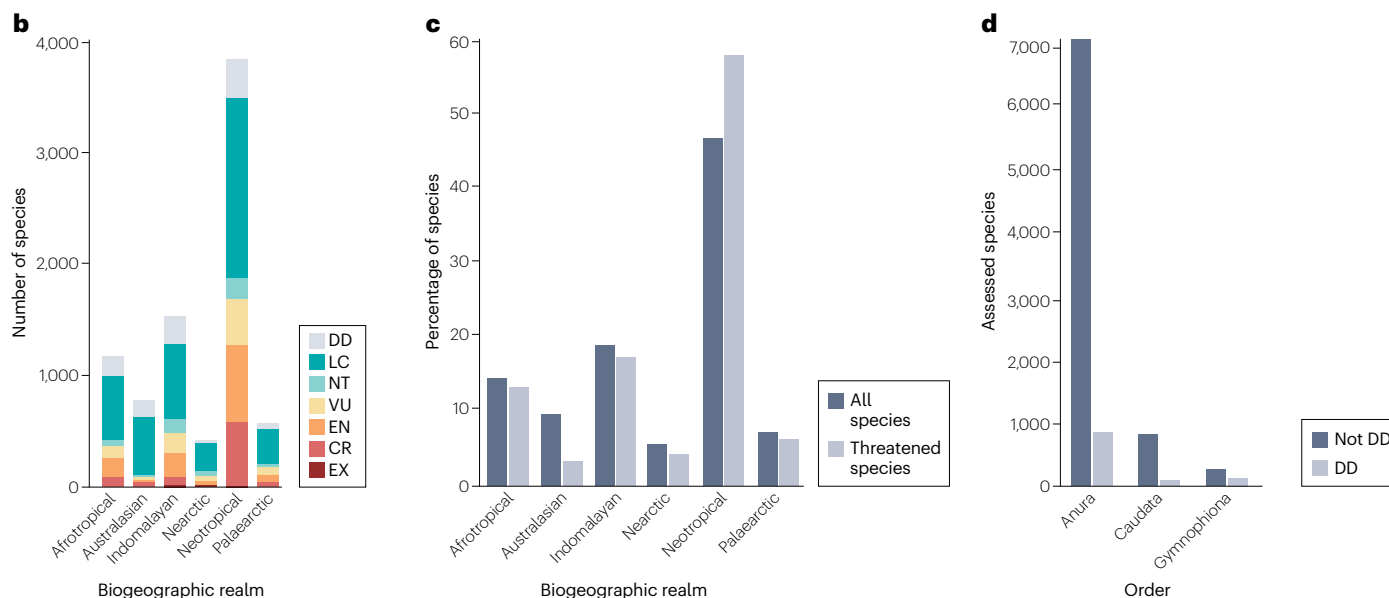 b
4,000
3,000
2,000
1,000
0
Number of species
Afrotropical
Australasian
Indomalayan
Nearctic
Neotropical
Palaearctic
Biogeographic realm
DD
LC
NT
VU
EN
CR
EX
c
60
50
40
30
20
10
0
Percentage of species
Afrotropical
Australasian
Indomalayan
Nearctic
Neotropical
Palaearctic
Biogeographic realm
All
species
Threatened
species
d
7,000
6,000
5,000
4,000
3,000
2,000
1,000
0
Assessed species
Anura
Caudata
Gymnophiona
Order
Not DD
DD